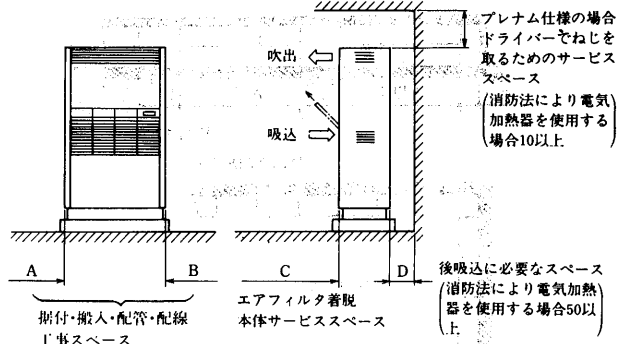 プレナム仕様の場合
ドライバーでねじを
取るためのサービス
スペース
(消防法により電気
加熱器を使用する
場合10以上)
吹出
吸込
A
B
C
D
据付・搬入・配管・配線
工事スペース
エアフィルタ着脱
本体サービススペース
後吸込に必要なスペース
(消防法により電気加熱
器を使用する場合50以
上)